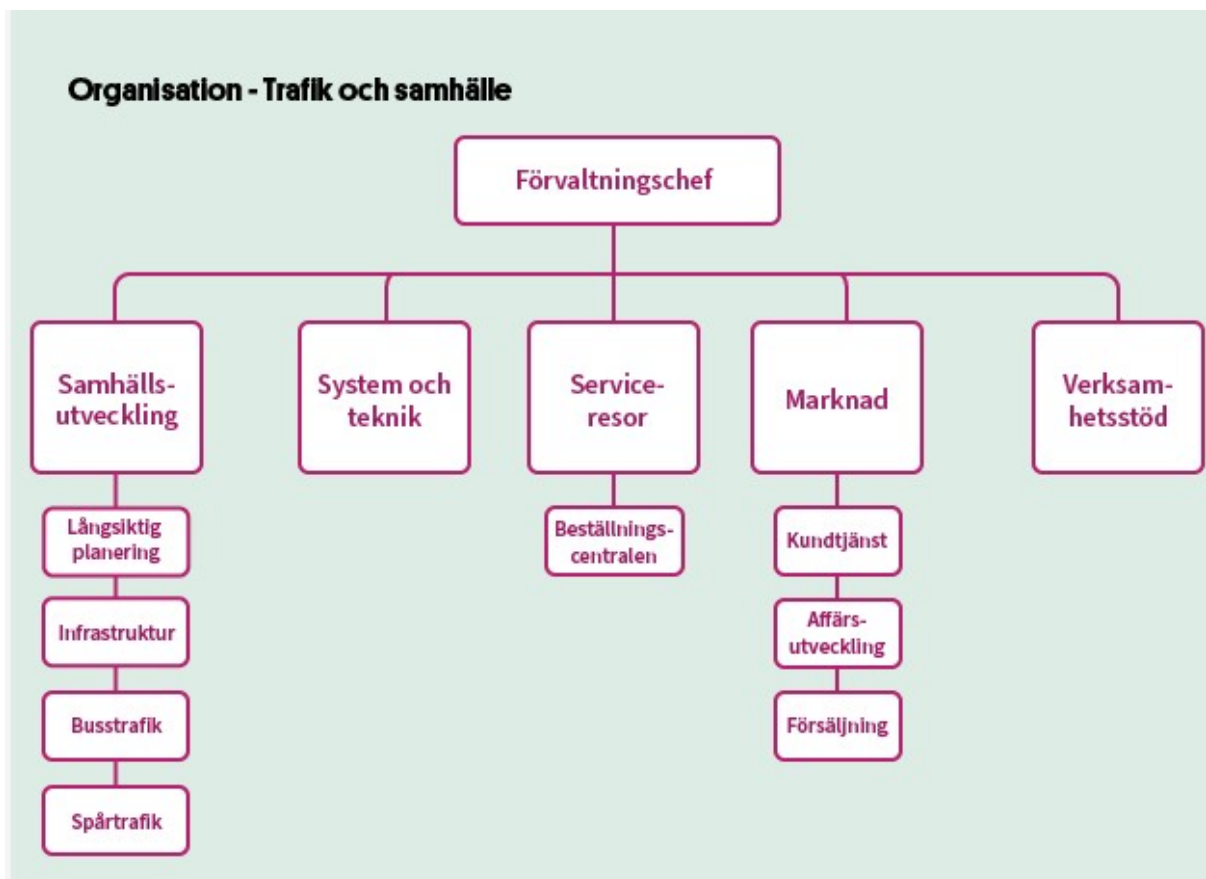 Organisation - Trafik och samhälle
Förvaltningschef
Samhälls-
utveckling
System och
teknik
Service-
resor
Marknad
Verksam-
hetsstöd
Långsiktig
planering
Infrastruktur
Busstrafik
Spårtrafik
Beställnings-
centralen
Kundtjänst
Affärs-
utveckling
Försäljning